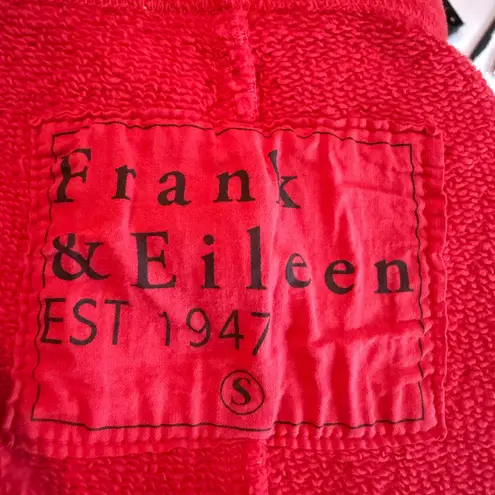 Frank
& Eileen
EST 1947
S